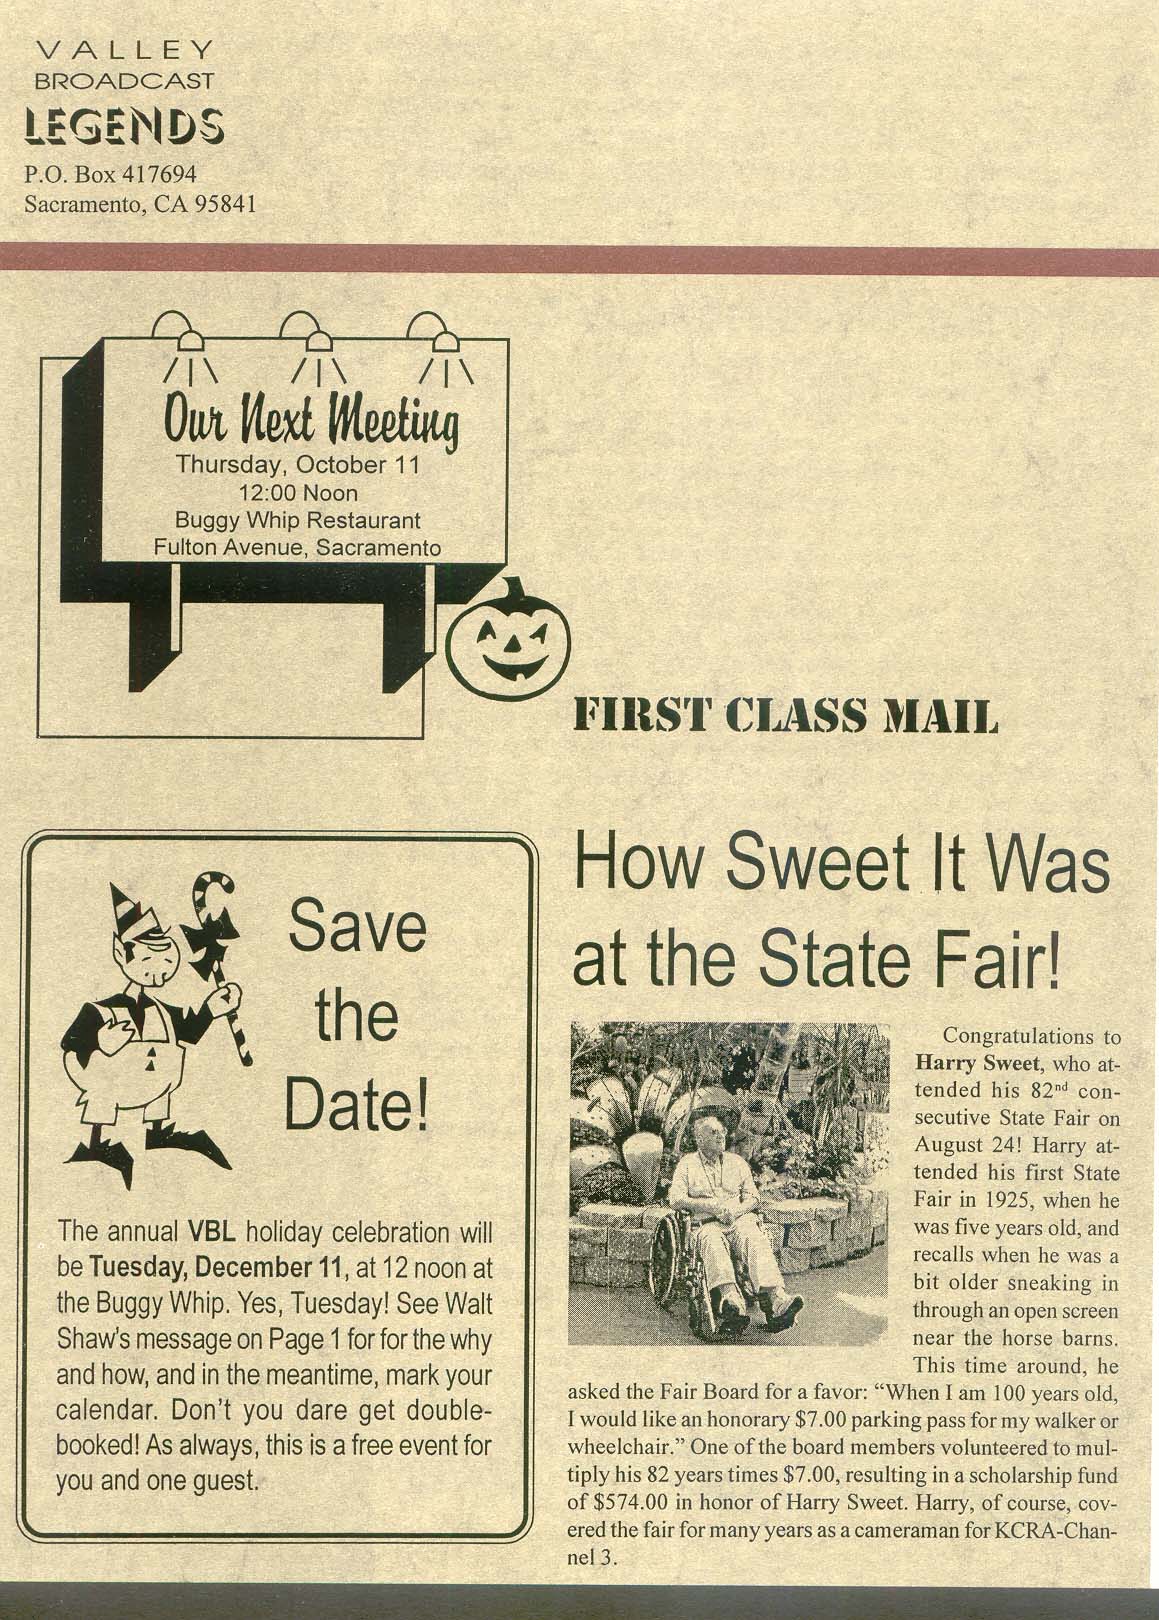 VALLEY
BROADCAST
LEGENDS
P.O. Box 417694
Sacramento, CA 95841
Our Next Meeting
Thursday, October 11
12:00 Noon
Buggy Whip Restaurant
Fulton Avenue, Sacramento
FIRST CLASS MAIL
Save
the
Date!
The annual VBL holiday celebration will
be Tuesday, December 11, at 12 noon at
the Buggy Whip. Yes, Tuesday! See Walt
Shaw's message on Page 1 for for the why
and how, and in the meantime, mark your
calendar. Don't you dare get double-
booked! As always, this is a free event for
you and one guest.
How Sweet It Was
at the State Fair!
Congratulations to
Harry Sweet, who at-
tended his 82nd con-
secutive State Fair on
August 24! Harry at-
tended his first State
Fair in 1925, when he
was five years old, and
recalls when he was a
bit older sneaking in
through an open screen
near the horse barns.
This time around, he
asked the Fair Board for a favor: “When I am 100 years old,
I would like an honorary $7.00 parking pass for my walker or
wheelchair.” One of the board members volunteered to mul-
tiply his 82 years times $7.00, resulting in a scholarship fund
of $574.00 in honor of Harry Sweet. Harry, of course, cov-
ered the fair for many years as a cameraman for KCRA-Chan-
nel 3.